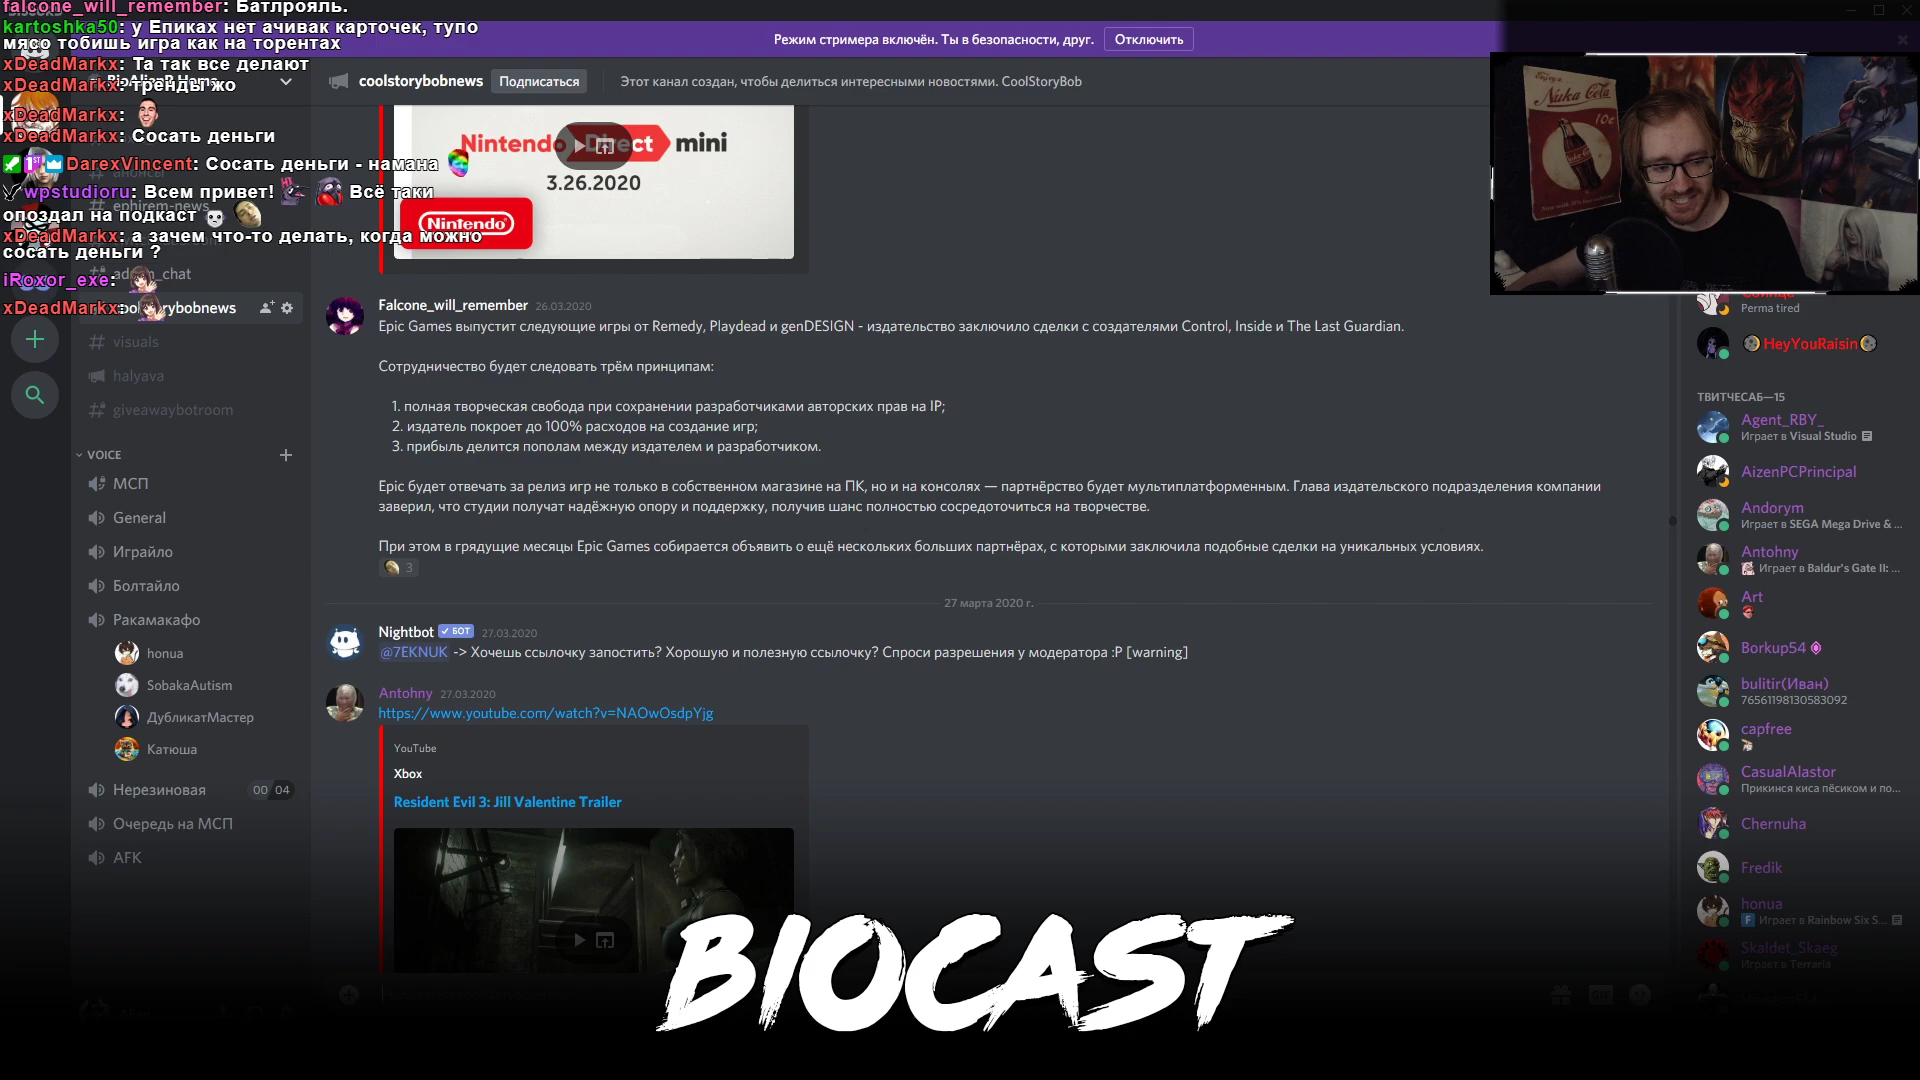 falcone_will_remember: Батлрояль.
kartoshka50: у Епиках нет ачивак карточек, тупо
мясо тобишь игра как на торентах
xDeadMarkx: Та так все делают
xDeadMarkx: тренды жо
xDeadMarkx:
xDeadMarkx: Сосать деньги
DarexVincent: Сосать деньги - намана
wpstudioru: Всем привет! Всё таки
опоздал на подкаст
xDeadMarkx: а зачем что-то делать, когда можно
сосать деньги ?
iRoxor_exe:
xDeadMarkx:
Режим стримера включён. Ты в безопасности, друг.
Отключить
coolstorybobnews
Подписаться
Этот канал создан, чтобы делиться интересными новостями. CoolStoryBob
анонсы
ephirem-news
visuals
halyava
giveawaybotroom
VOICE
МСП
General
Играйло
Болтайло
Ракамакафо
honua
SobakaAutism
ДубликатМастер
Катюша
Нерезиновая
00 04
Очередь на МСП
AFK
Nintendo Direct mini
3.26.2020
Nintendo
Falcone_will_remember 26.03.2020
Epic Games выпустит следующие игры от Remedy, Playdead и genDESIGN - издательство заключило сделки с создателями Control, Inside и The Last Guardian.
Сотрудничество будет следовать трём принципам:
1. полная творческая свобода при сохранении разработчиками авторских прав на IP;
2. издатель покроет до 100% расходов на создание игр;
3. прибыль делится пополам между издателем и разработчиком.
Epic будет отвечать за релиз игр не только в собственном магазине на ПК, но и на консолях — партнёрство будет мультиплатформенным. Глава издательского подразделения компании
заверил, что студии получат надёжную опору и поддержку, получив шанс полностью сосредоточиться на творчестве.
При этом в грядущие месяцы Epic Games собирается объявить о ещё нескольких больших партнёрах, с которыми заключила подобные сделки на уникальных условиях.
3
27 марта 2020 г.
Nightbot БОТ 27.03.2020
@7EKNUK -> Хочешь ссылочку запостить? Хорошую и полезную ссылочку? Спроси разрешения у модератора :P [warning]
Antohny 27.03.2020
https://www.youtube.com/watch?v=NAOwOsdpYjg
YouTube
Xbox
Resident Evil 3: Jill Valentine Trailer
BIOCAST
Nuka Cola
10¢
Perma tired
HeyYouRaisin
ТВИТЧЕСАБ—15
Agent_RBY_
Играет в Visual Studio
AizenPCPrincipal
Andorym
Играет в SEGA Mega Drive & ...
Antohny
Играет в Baldur's Gate II: ...
Art
Borkup54
bulitir(Иван)
76561198130583092
capfree
CasualAlastor
Прикинся киса пёсиком и по...
Chernuha
Fredik
honua
Играет в Rainbow Six S...
Skaldet_Skaeg
Играет в Terraria